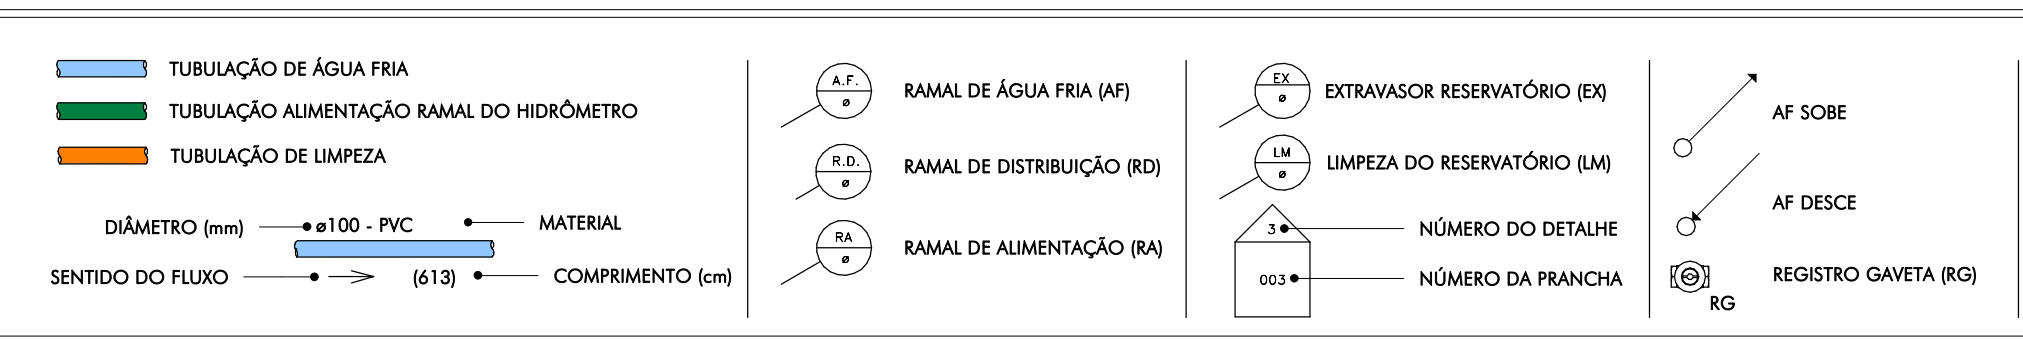 TUBULAÇÃO DE ÁGUA FRIA
TUBULAÇÃO ALIMENTAÇÃO RAMAL DO HIDRÔMETRO
TUBULAÇÃO DE LIMPEZA
DIÂMETRO (mm)
ø100 - PVC
MATERIAL
SENTIDO DO FLUXO
(613)
COMPRIMENTO (cm)
A.F.
ø
RAMAL DE ÁGUA FRIA (AF)
R.D.
ø
RAMAL DE DISTRIBUIÇÃO (RD)
RA
ø
RAMAL DE ALIMENTAÇÃO (RA)
EX
ø
EXTRAVASOR RESERVATÓRIO (EX)
LM
ø
LIMPEZA DO RESERVATÓRIO (LM)
3
NÚMERO DO DETALHE
003
NÚMERO DA PRANCHA
AF SOBE
AF DESCE
REGISTRO GAVETA (RG)
RG